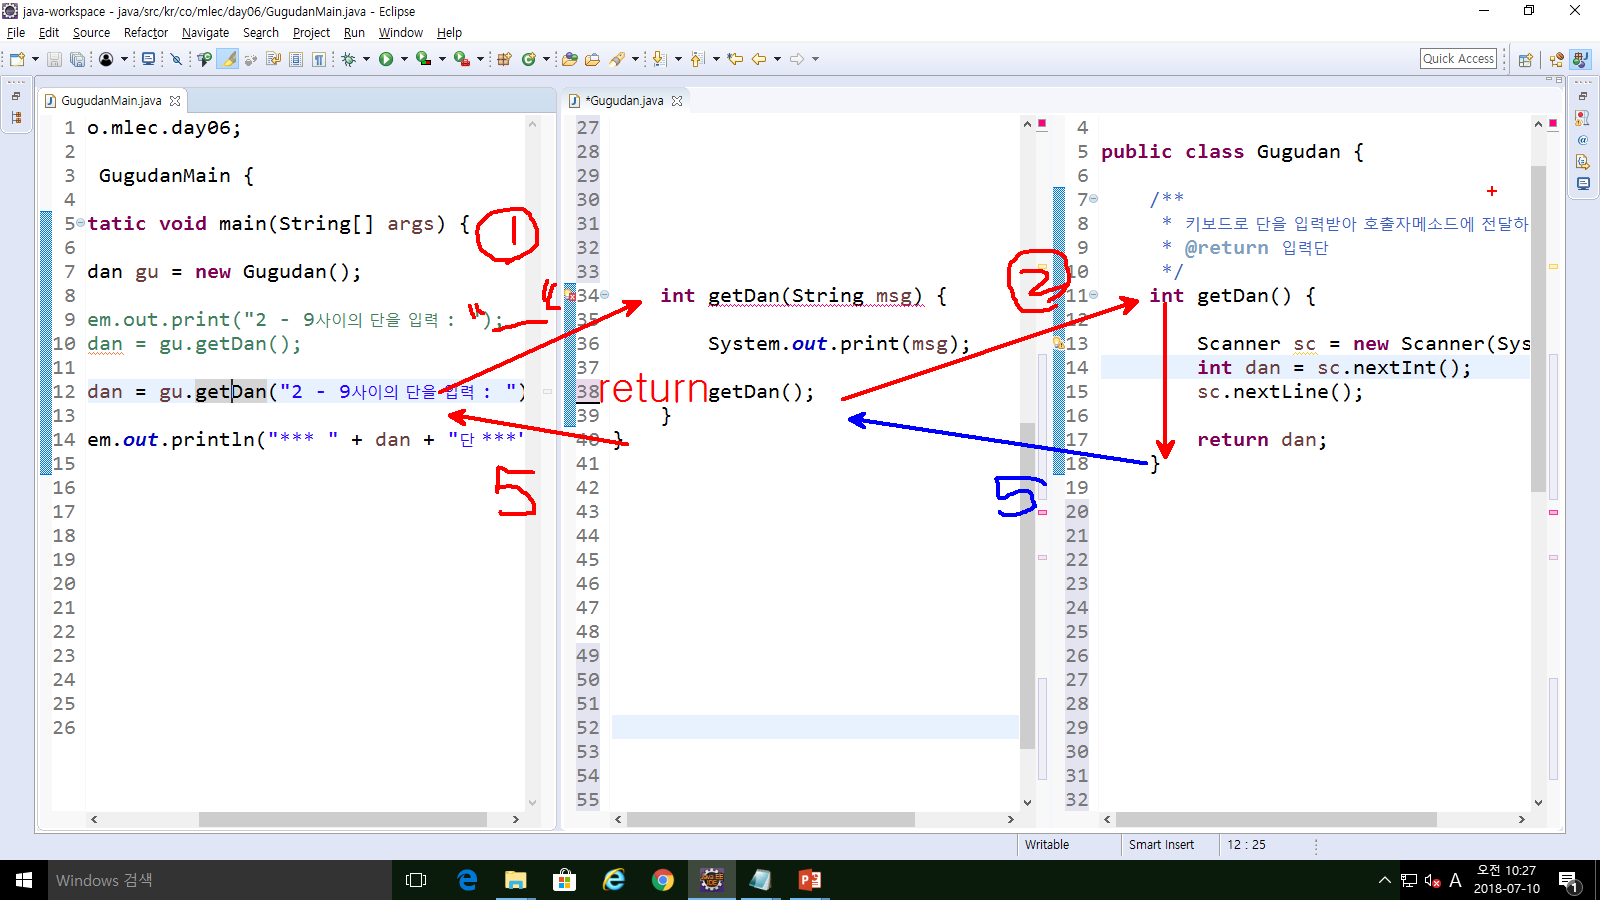 java-workspace - java/src/kr/co/mlec/day06/GugudanMain.java - Eclipse
File Edit Source Refactor Navigate Search Project Run Window Help
Quick Access
GugudanMain.java
1 o.mlec.day06;
2
3 GugudanMain {
4
5 tatic void main(String[] args) {
6
7 dan gu = new Gugudan();
8
9 em.out.print("2 - 9사이의 단을 입력 : ");
10 dan = gu.getDan();
11
12 dan = gu.getDan("2 - 9사이의 단을 입력 : ")
13
14 em.out.println("*** " + dan + "단 ***"
15
16
17
18
19
20
21
22
23
24
25
26
1
5
*Gugudan.java
27
28
29
30
31
32
33
34 int getDan(String msg) {
35
36 System.out.print(msg);
37
38 return getDan();
39 }
40 }
41
42
43
44
45
46
47
48
49
50
51
52
53
54
55
2
5
4
5 public class Gugudan {
6
7 /**
8 * 키보드로 단을 입력받아 호출자메소드에 전달하
9 * @return 입력단
10 */
11 int getDan() {
12
13 Scanner sc = new Scanner(Sys
14 int dan = sc.nextInt();
15 sc.nextLine();
16
17 return dan;
18 }
19
20
21
22
23
24
25
26
27
28
29
30
31
32
Writable Smart Insert 12 : 25
Windows 검색
A 오전 10:27
2018-07-10
1